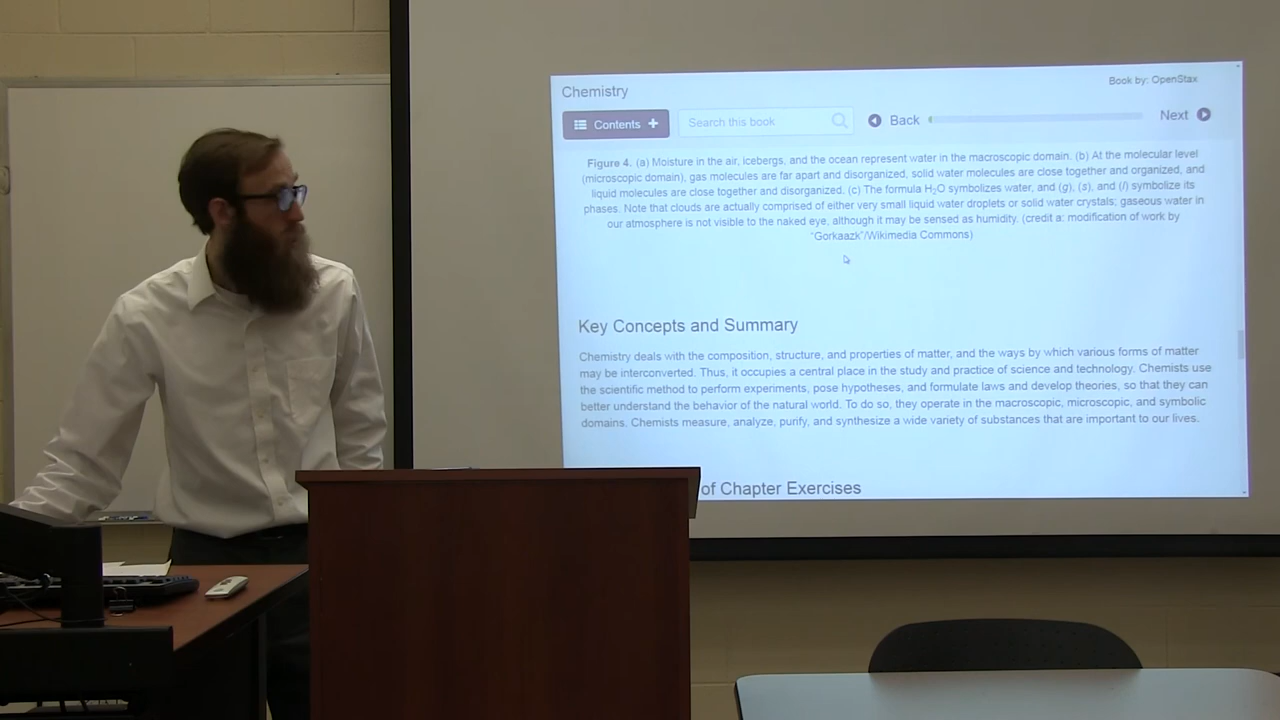 Chemistry
Book by: OpenStax
Contents +
Search this book
Back
Next
Figure 4. (a) Moisture in the air, icebergs, and the ocean represent water in the macroscopic domain. (b) At the molecular level
(microscopic domain), gas molecules are far apart and disorganized, solid water molecules are close together and organized, and
liquid molecules are close together and disorganized. (c) The formula H₂O symbolizes water, and (g), (s), and (l) symbolize its
phases. Note that clouds are actually comprised of either very small liquid water droplets or solid water crystals; gaseous water in
our atmosphere is not visible to the naked eye, although it may be sensed as humidity. (credit a: modification of work by
“Gorkaazk”/Wikimedia Commons)
Key Concepts and Summary
Chemistry deals with the composition, structure, and properties of matter, and the ways by which various forms of matter
may be interconverted. Thus, it occupies a central place in the study and practice of science and technology. Chemists use
the scientific method to perform experiments, pose hypotheses, and formulate laws and develop theories, so that they can
better understand the behavior of the natural world. To do so, they operate in the macroscopic, microscopic, and symbolic
domains. Chemists measure, analyze, purify, and synthesize a wide variety of substances that are important to our lives.
of Chapter Exercises